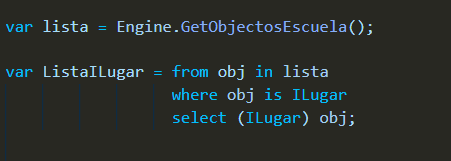 var lista = Engine.GetObjectosEscuela();
var ListaILugar = from obj in lista
where obj is ILugar
select (ILugar) obj;